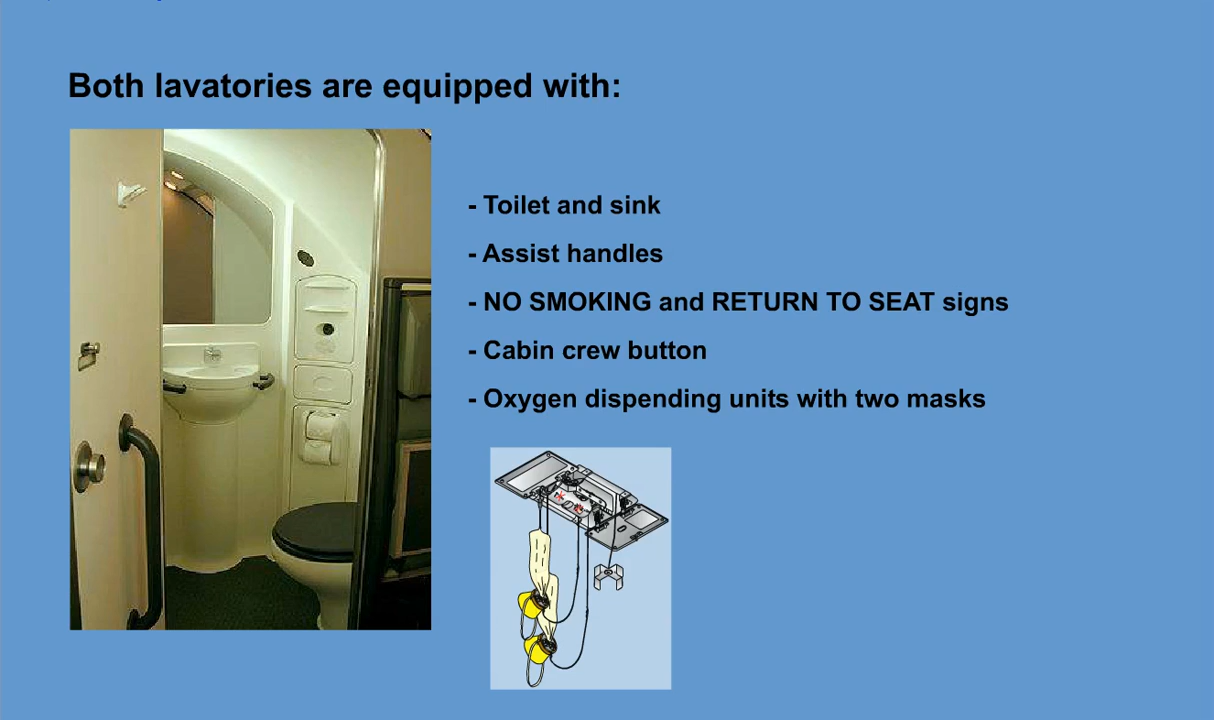 Both lavatories are equipped with:
- Toilet and sink
- Assist handles
- NO SMOKING and RETURN TO SEAT signs
- Cabin crew button
- Oxygen dispending units with two masks